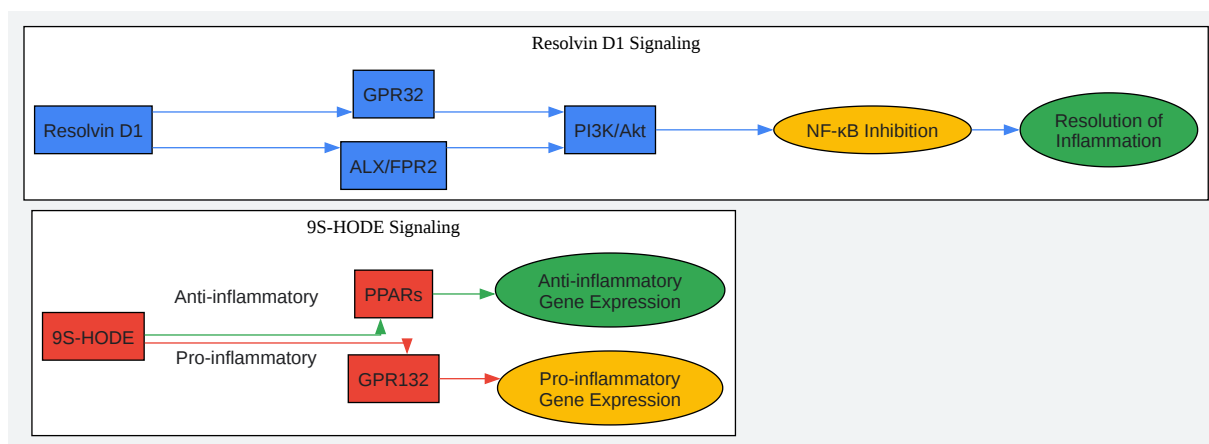 Resolvin D1 Signaling
GPR32
Resolvin D1
PI3K/Akt
NF-κB Inhibition
Resolution of
Inflammation
ALX/FPR2
9S-HODE Signaling
Anti-inflammatory
PPARs
Anti-inflammatory
Gene Expression
9S-HODE
Pro-inflammatory
GPR132
Pro-inflammatory
Gene Expression